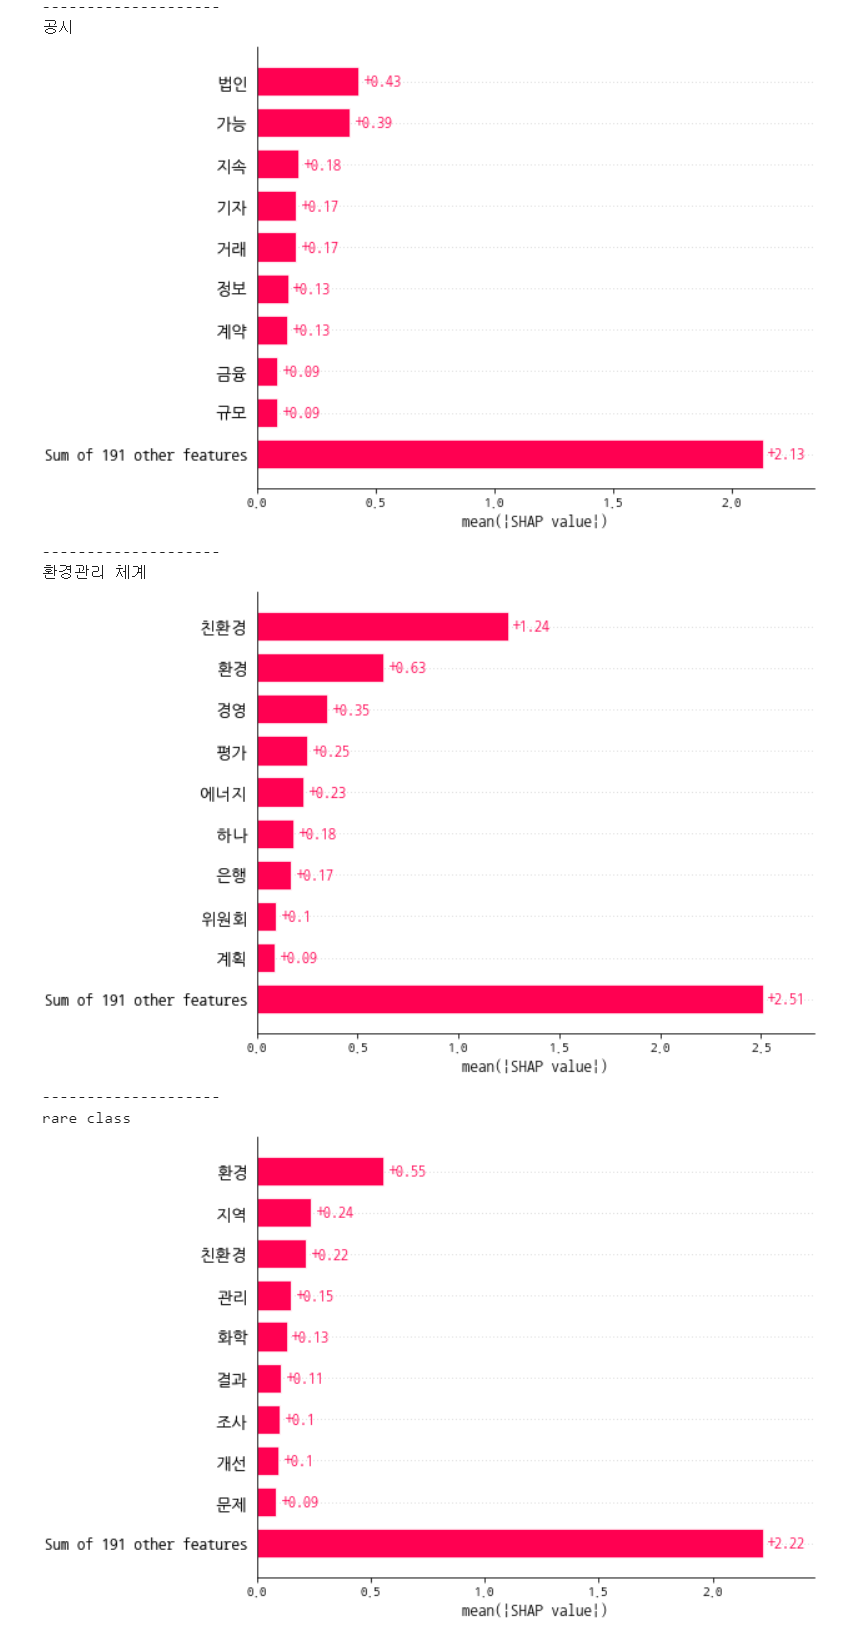 --------------------
공시
법인 +0.43
가능 +0.39
지속 +0.18
기자 +0.17
거래 +0.17
정보 +0.13
계약 +0.13
금융 +0.09
규모 +0.09
Sum of 191 other features +2.13
0.0 0.5 1.0 1.5 2.0
mean(|SHAP value|)
--------------------
환경관리 체계
친환경 +1.24
환경 +0.63
경영 +0.35
평가 +0.25
에너지 +0.23
하나 +0.18
은행 +0.17
위원회 +0.1
계획 +0.09
Sum of 191 other features +2.51
0.0 0.5 1.0 1.5 2.0 2.5
mean(|SHAP value|)
--------------------
rare class
환경 +0.55
지역 +0.24
친환경 +0.22
관리 +0.15
화학 +0.13
결과 +0.11
조사 +0.1
개선 +0.1
문제 +0.09
Sum of 191 other features +2.22
0.0 0.5 1.0 1.5 2.0
mean(|SHAP value|)